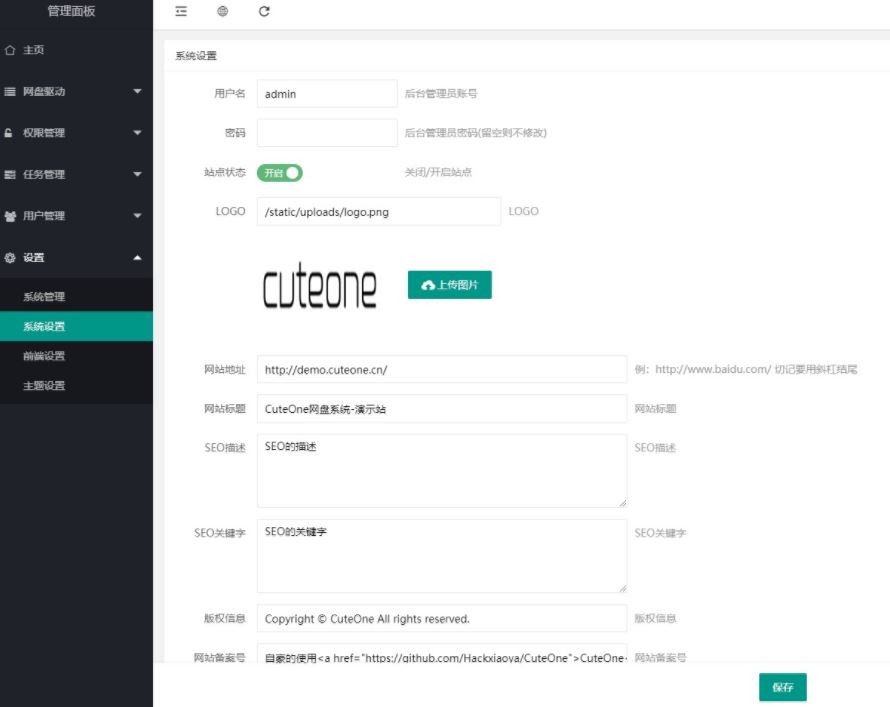 管理面板
主页
网盘驱动
权限管理
任务管理
用户管理
设置
系统管理
系统设置
前端设置
主题设置
系统设置
用户名 admin 后台管理员账号
密码 后台管理员密码(留空则不修改)
站点状态 开启 关闭/开启站点
LOGO /static/uploads/logo.png LOGO
cuteone 上传图片
网站地址 http://demo.cuteone.cn/ 例：http://www.baidu.com/ 切记要用斜杠结尾
网站标题 CuteOne网盘系统-演示站 网站标题
SEO描述 SEO的描述 SEO描述
SEO关键字 SEO的关键字 SEO关键字
版权信息 Copyright © CuteOne All rights reserved. 版权信息
网站备案号 自豪的使用<a href="https://github.com/Hackxiaoya/CuteOne">CuteOne 网站备案号
保存